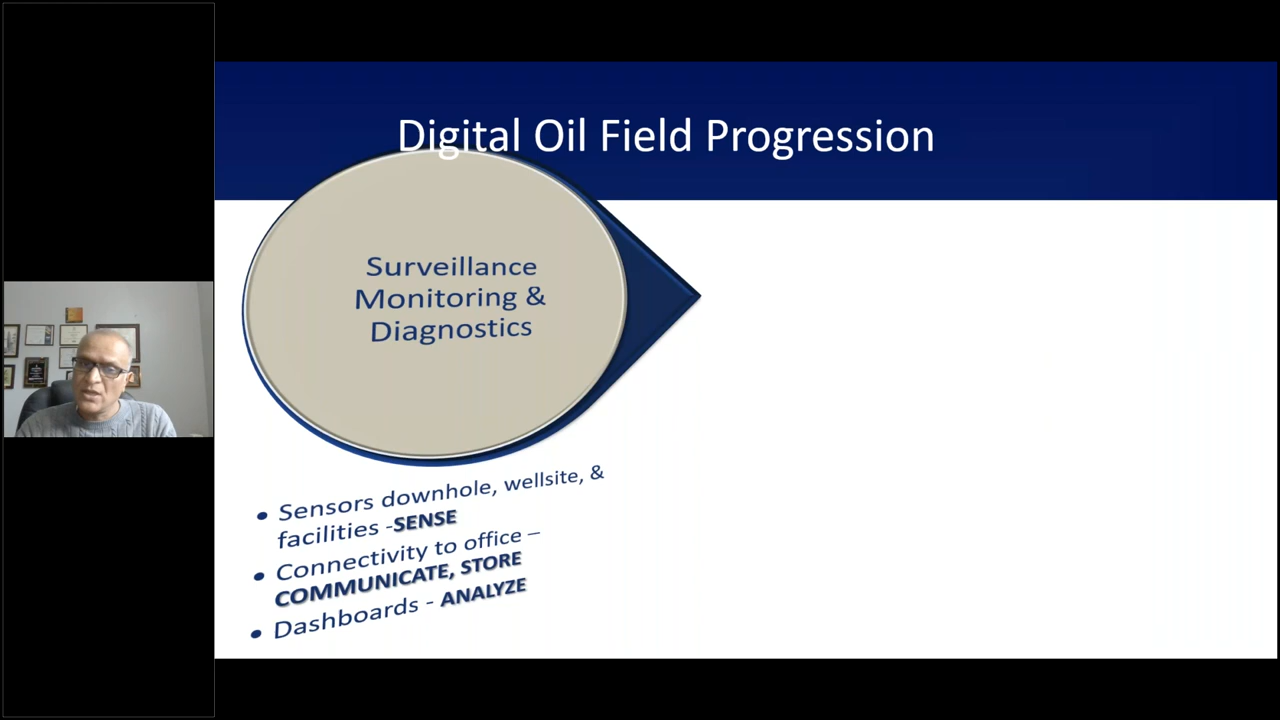 Digital Oil Field Progression
Surveillance
Monitoring &
Diagnostics
• Sensors downhole, wellsite, &
facilities -SENSE
• Connectivity to office –
COMMUNICATE, STORE
• Dashboards - ANALYZE